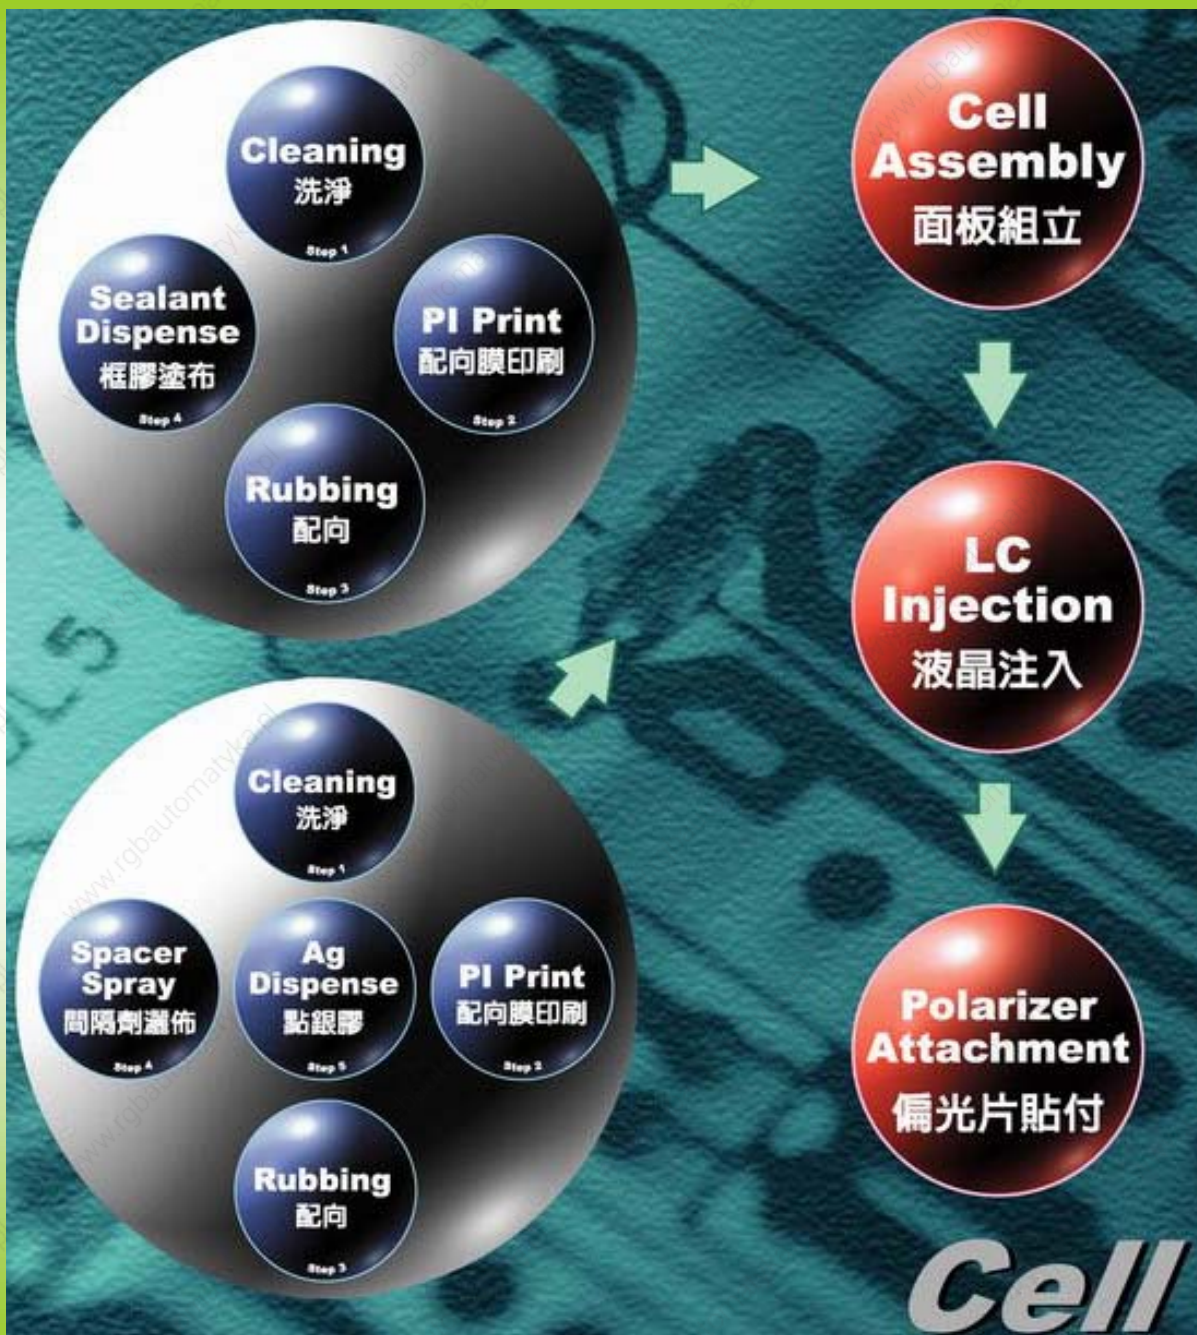 Cleaning
洗淨
Step 1
Sealant
Dispense
框膠塗布
Step 4
PI Print
配向膜印刷
Step 2
Rubbing
配向
Step 3
Cell
Assembly
面板組立
LC
Injection
液晶注入
Cleaning
洗淨
Step 1
Spacer
Spray
間隔劑灑佈
Step 4
Ag
Dispense
點銀膠
Step 5
PI Print
配向膜印刷
Step 2
Rubbing
配向
Step 3
Polarizer
Attachment
偏光片貼付
Cell
www.rgbautomatyka.pl